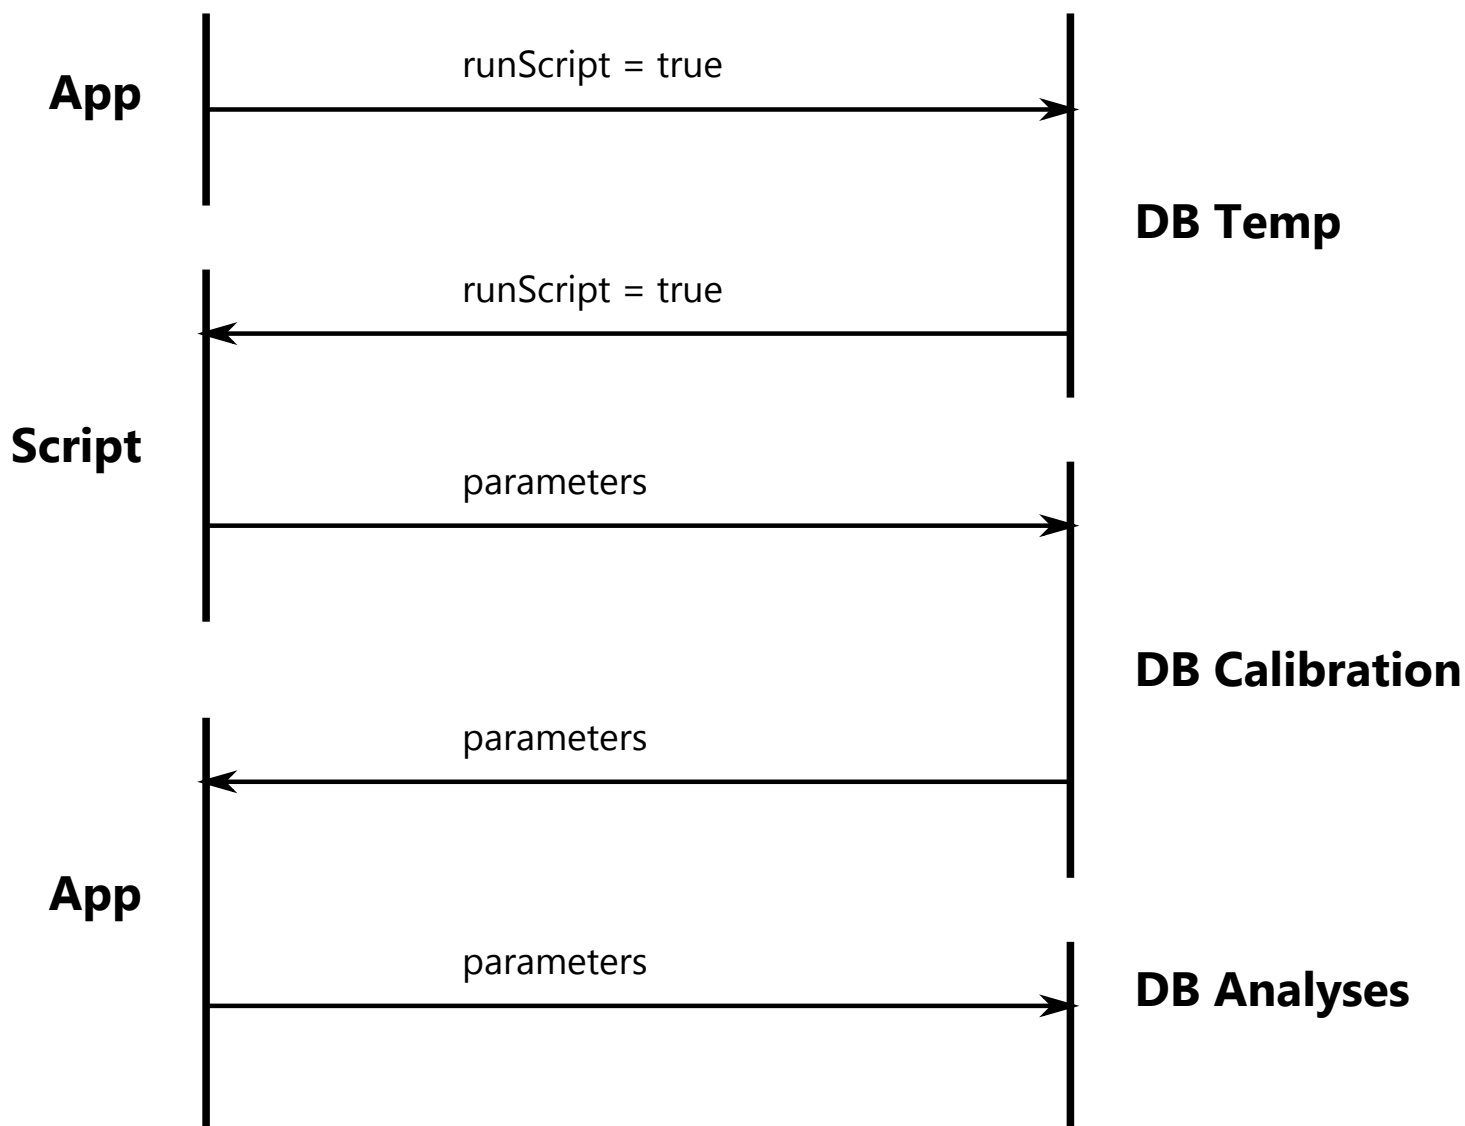 runScript = true
App
DB Temp
runScript = true
Script
parameters
DB Calibration
parameters
App
parameters
DB Analyses